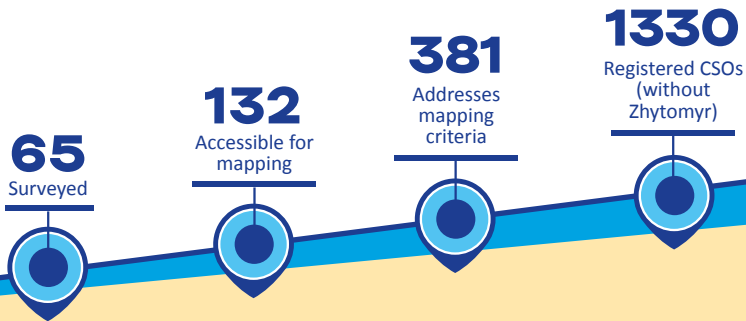 65
Surveyed
132
Accessible for
mapping
381
Addresses
mapping
criteria
1330
Registered CSOs
(without
Zhytomyr)